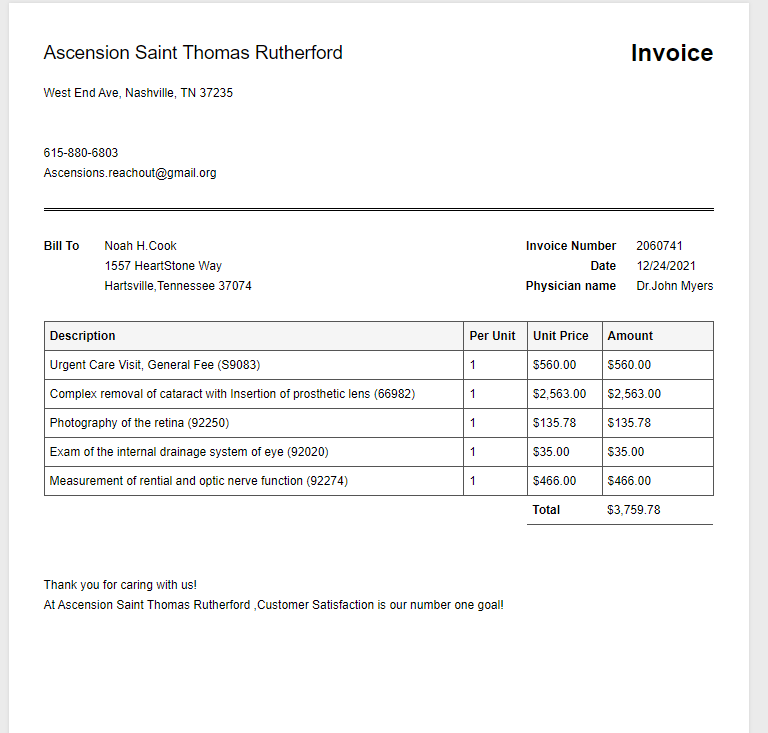 Ascension Saint Thomas Rutherford
Invoice
West End Ave, Nashville, TN 37235
615-880-6803
Ascensions.reachout@gmail.org
Bill To Noah H.Cook
1557 HeartStone Way
Hartsville,Tennessee 37074
Invoice Number 2060741
Date 12/24/2021
Physician name Dr.John Myers
Description Per Unit Unit Price Amount
Urgent Care Visit, General Fee (S9083) 1 $560.00 $560.00
Complex removal of cataract with Insertion of prosthetic lens (66982) 1 $2,563.00 $2,563.00
Photography of the retina (92250) 1 $135.78 $135.78
Exam of the internal drainage system of eye (92020) 1 $35.00 $35.00
Measurement of rential and optic nerve function (92274) 1 $466.00 $466.00
Total $3,759.78
Thank you for caring with us!
At Ascension Saint Thomas Rutherford ,Customer Satisfaction is our number one goal!